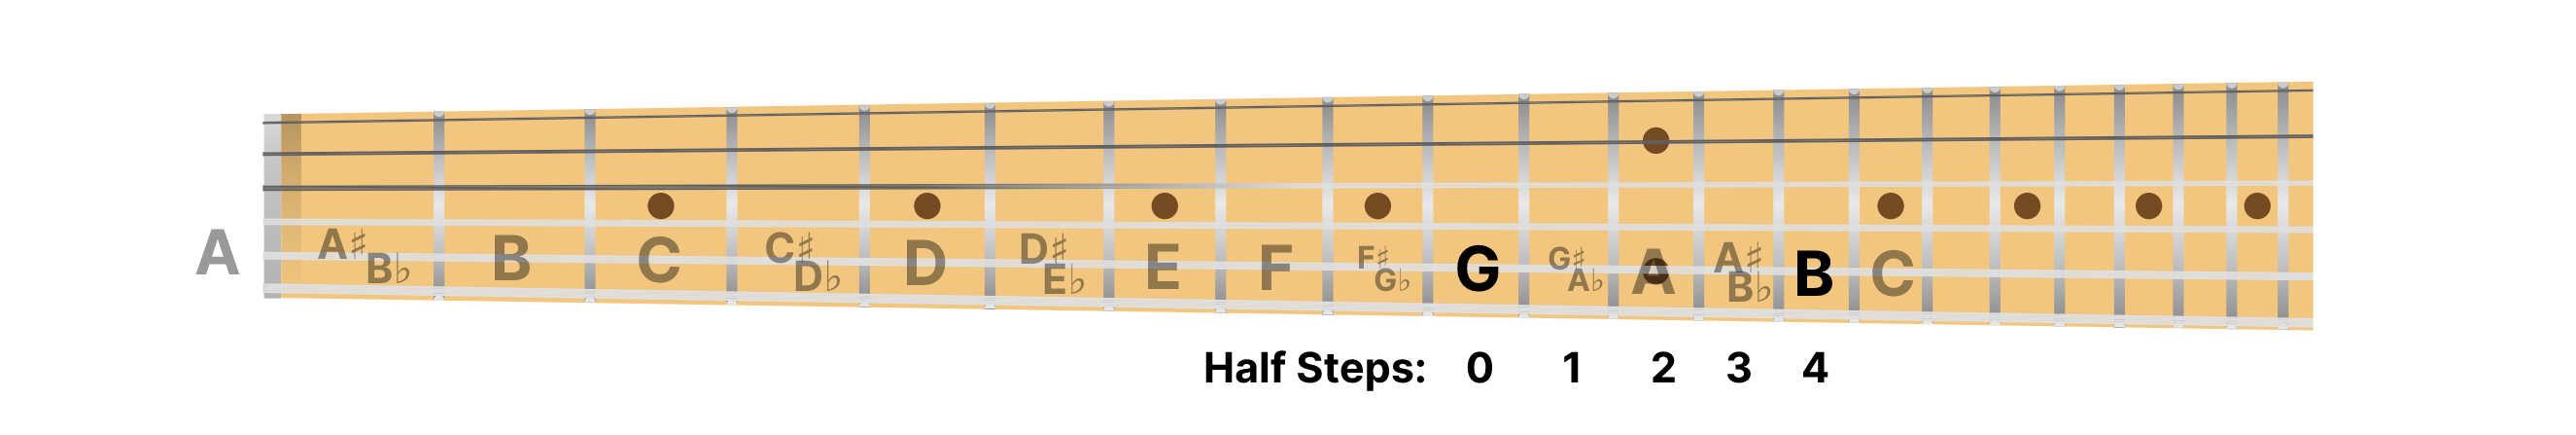 A A♯ B♭ B C C♯ D♭ D D♯ E♭ E F F♯ G♭ G G♯ A♭ A A♯ B♭ B C
Half Steps: 0 1 2 3 4